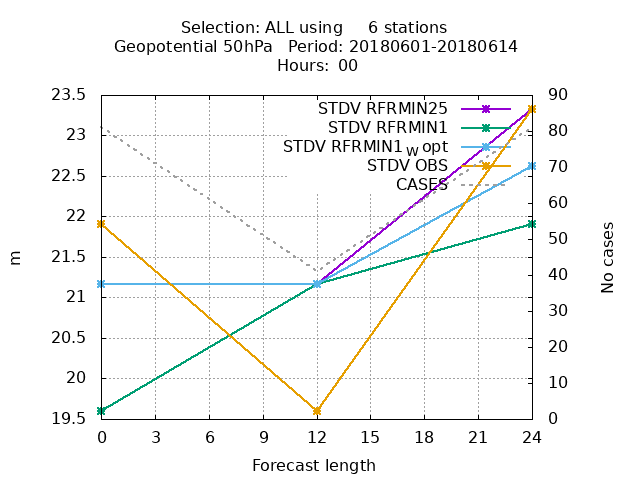 Selection: ALL using     6 stations
Geopotential 50hPa   Period: 20180601-20180614
Hours: 00
STDV RFRMIN25
STDV RFRMIN1
STDV RFRMIN1 w opt
STDV OBS
CASES
23.5
23
22.5
22
21.5
21
20.5
20
19.5
m
90
80
70
60
50
40
30
20
10
0
No cases
0 3 6 9 12 15 18 21 24
Forecast length